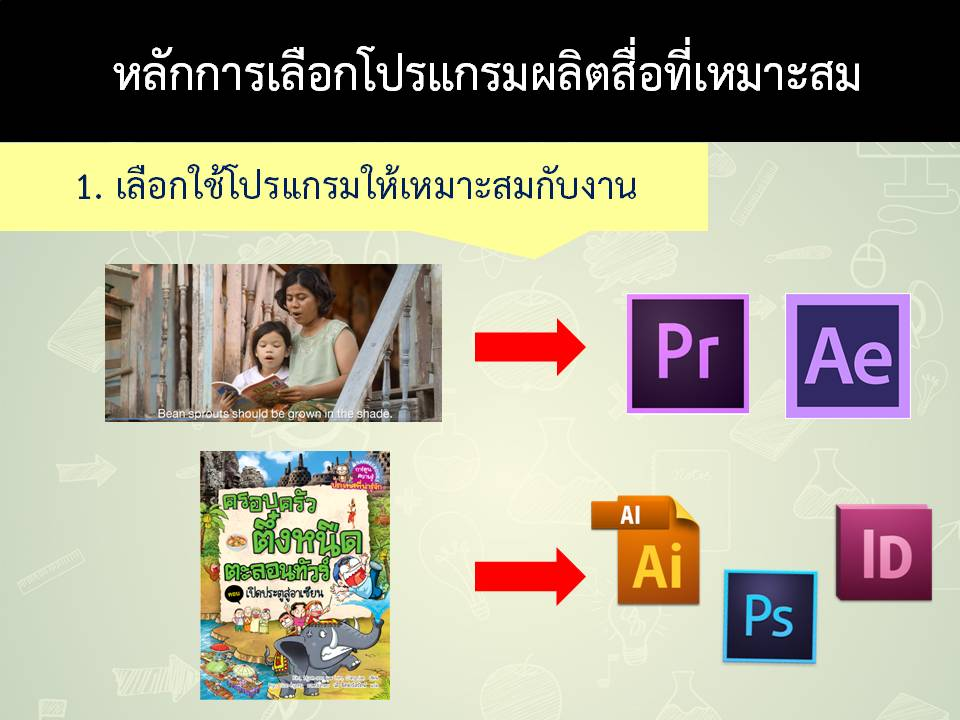 หลักการเลือกโปรแกรมผลิตสื่อที่เหมาะสม
1. เลือกใช้โปรแกรมให้เหมาะสมกับงาน
Bean sprouts should be grown in the shade.
Pr
Ae
ครอบครัว
ตึ๋งหนืด
ตะลอนทัวร์
ตอน เปิดประตูสู่อาเซียน
AI
Ai
Ps
ID